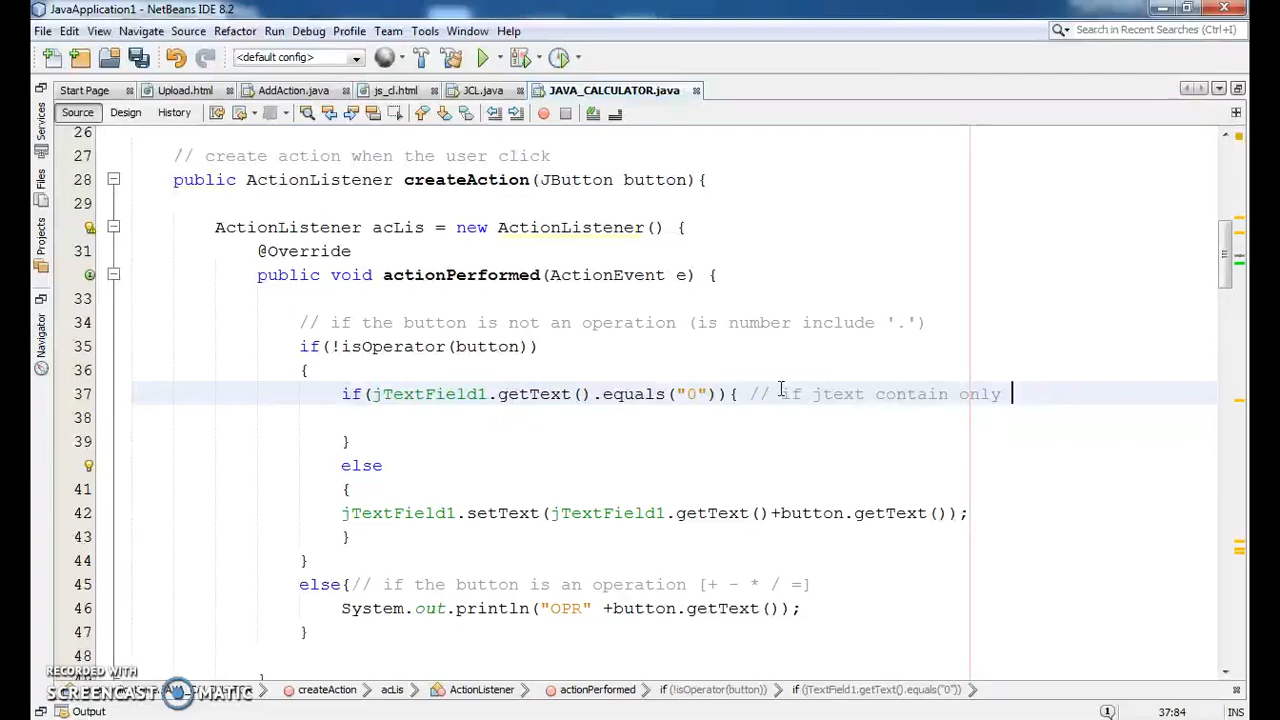 JavaApplication1 - NetBeans IDE 8.2
File Edit View Navigate Source Refactor Run Debug Profile Team Tools Window Help
Search in Recent Searches (Ctrl+I)
<default config>
Start Page Upload.html AddAction.java js_cl.html JCL.java JAVA_CALCULATOR.java
Source Design History
Services
Files
Projects
Navigator
26
27 // create action when the user click
28 public ActionListener createAction(JButton button){
29
ActionListener acLis = new ActionListener() {
31 @Override
public void actionPerformed(ActionEvent e) {
33
34 // if the button is not an operation (is number include '.')
35 if(!isOperator(button))
36 {
37 if(jTextField1.getText().equals("0")){ // if jtext contain only
38
39 }
else
41 {
42 jTextField1.setText(jTextField1.getText()+button.getText());
43 }
44 }
45 else{// if the button is an operation [+ - * / =]
46 System.out.println("OPR" +button.getText());
47 }
48
RECORDED WITH
SCREENCAST-O-MATIC
createAction acLis ActionListener actionPerformed if (!isOperator(button)) if (jTextField1.getText().equals("0"))
Output
1 37:84 INS